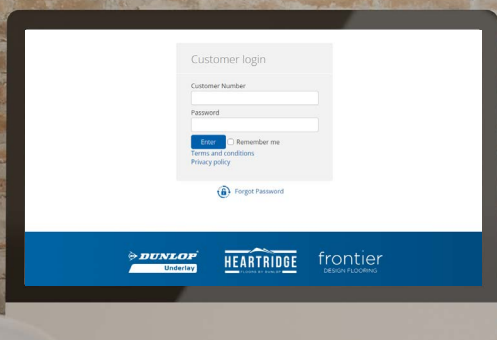 Customer login
Customer Number
Password
Enter Remember me
Terms and conditions
Privacy policy
Forgot Password
DUNLOP
Underlay
HEARTRIDGE
FLOORS BY DUNLOP
frontier
DESIGN FLOORING